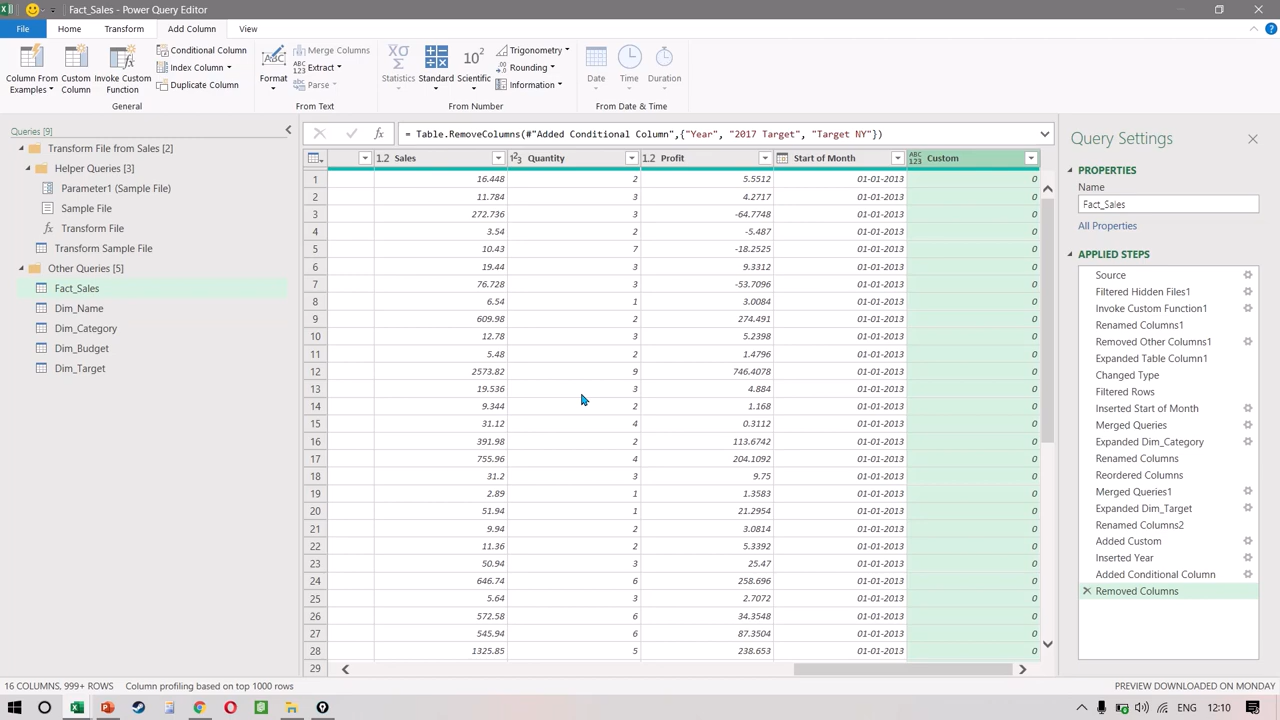 Fact_Sales - Power Query Editor
File Home Transform Add Column View
Column From Examples
Custom Column
Invoke Custom Function
Conditional Column
Index Column
Duplicate Column
General
Format
ABC
Merge Columns
ABC 123 Extract
abc Parse
From Text
Χσ
Statistics
Standard
10²
Scientific
Trigonometry
Rounding
Information
From Number
Date
Time
Duration
From Date & Time
Queries [9]
Transform File from Sales [2]
Helper Queries [3]
Parameter1 (Sample File)
Sample File
fx Transform File
Transform Sample File
Other Queries [5]
Fact_Sales
Dim_Name
Dim_Category
Dim_Budget
Dim_Target
fx = Table.RemoveColumns(#"Added Conditional Column",{"Year", "2017 Target", "Target NY"})
1.2 Sales 1²3 Quantity 1.2 Profit Start of Month ABC 123 Custom
1 16.448 2 5.5512 01-01-2013 0
2 11.784 3 4.2717 01-01-2013 0
3 272.736 3 -64.7748 01-01-2013 0
4 3.54 2 -5.487 01-01-2013 0
5 10.43 7 -18.2525 01-01-2013 0
6 19.44 3 9.3312 01-01-2013 0
7 76.728 3 -53.7096 01-01-2013 0
8 6.54 1 3.0084 01-01-2013 0
9 609.98 2 274.491 01-01-2013 0
10 12.78 3 5.2398 01-01-2013 0
11 5.48 2 1.4796 01-01-2013 0
12 2573.82 9 746.4078 01-01-2013 0
13 19.536 3 4.884 01-01-2013 0
14 9.344 2 1.168 01-01-2013 0
15 31.12 4 0.3112 01-01-2013 0
16 391.98 2 113.6742 01-01-2013 0
17 755.96 4 204.1092 01-01-2013 0
18 31.2 3 9.75 01-01-2013 0
19 2.89 1 1.3583 01-01-2013 0
20 51.94 1 21.2954 01-01-2013 0
21 9.94 2 3.0814 01-01-2013 0
22 11.36 2 5.3392 01-01-2013 0
23 50.94 3 25.47 01-01-2013 0
24 646.74 6 258.696 01-01-2013 0
25 5.64 3 2.7072 01-01-2013 0
26 572.58 6 34.3548 01-01-2013 0
27 545.94 6 87.3504 01-01-2013 0
28 1325.85 5 238.653 01-01-2013 0
29
Query Settings
PROPERTIES
Name
Fact_Sales
All Properties
APPLIED STEPS
Source
Filtered Hidden Files1
Invoke Custom Function1
Renamed Columns1
Removed Other Columns1
Expanded Table Column1
Changed Type
Filtered Rows
Inserted Start of Month
Merged Queries
Expanded Dim_Category
Renamed Columns
Reordered Columns
Merged Queries1
Expanded Dim_Target
Renamed Columns2
Added Custom
Inserted Year
Added Conditional Column
Removed Columns
16 COLUMNS, 999+ ROWS Column profiling based on top 1000 rows
PREVIEW DOWNLOADED ON MONDAY
ENG 12:10